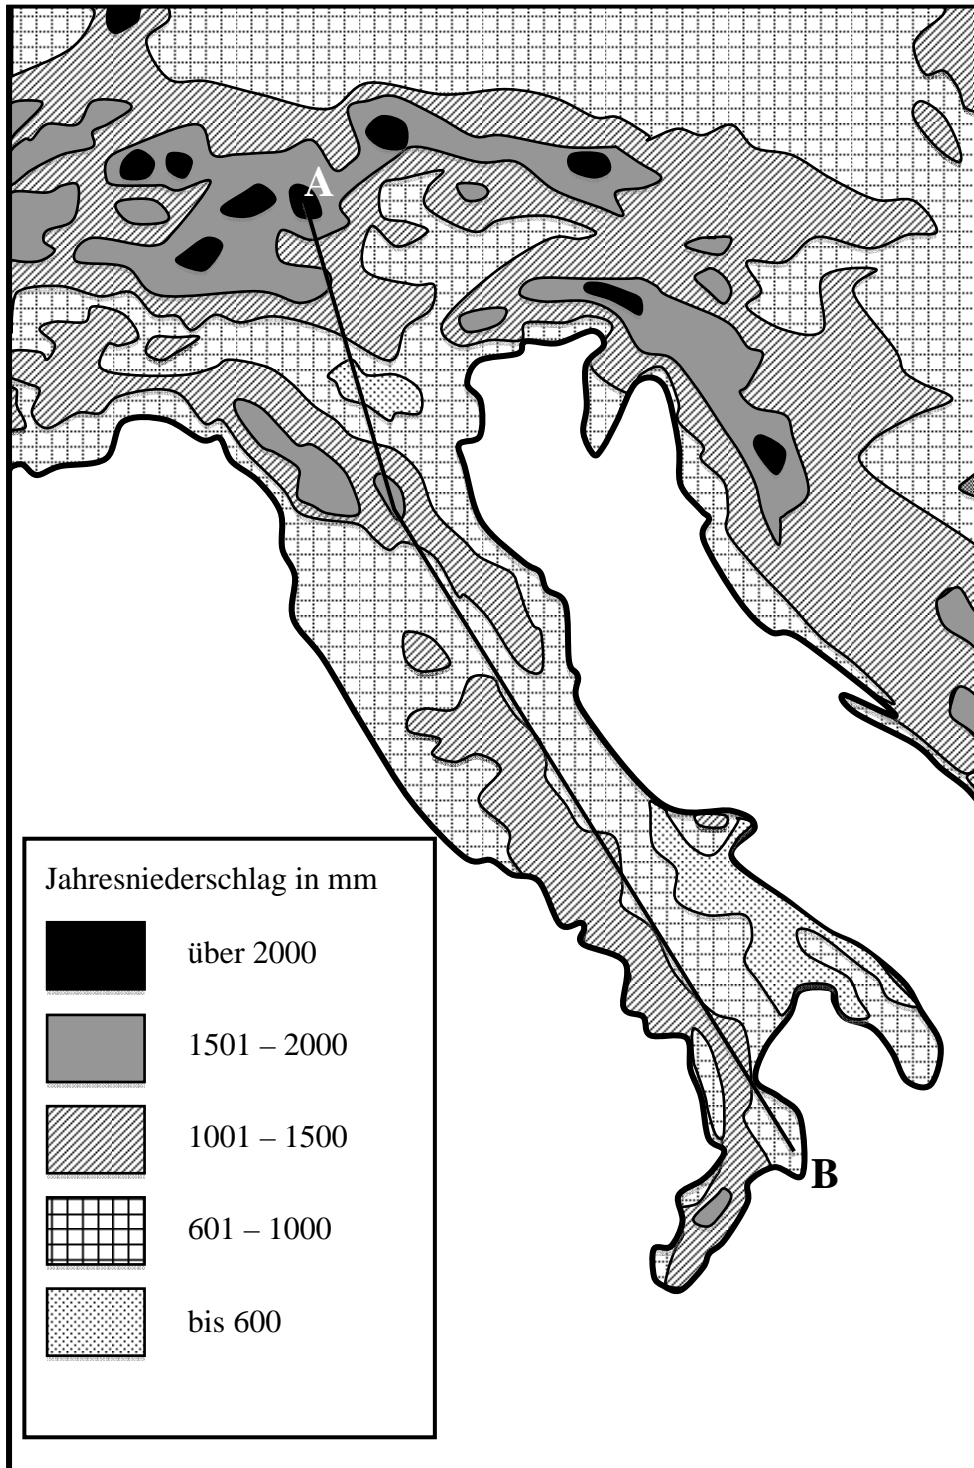 A
B
Jahresniederschlag in mm
über 2000
1501 – 2000
1001 – 1500
601 – 1000
bis 600